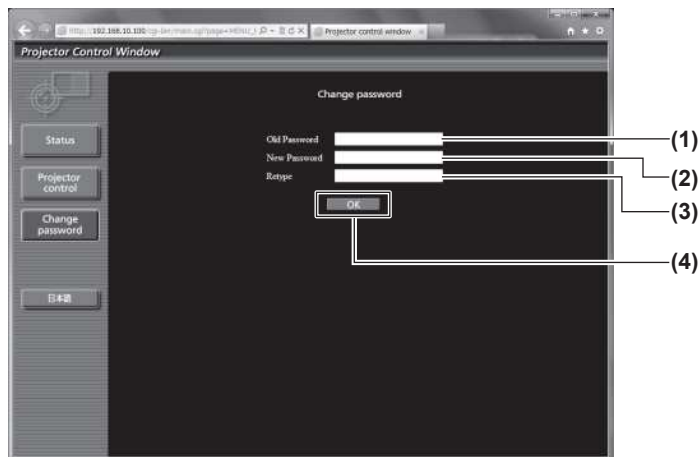 http://192.168.10.100/cgi-bin/main.cgi?page=MENU_
Projector control window
Projector Control Window
Change password
Status
Projector
control
Change
password
日本語
Old Password
New Password
Retype
OK
(1)
(2)
(3)
(4)